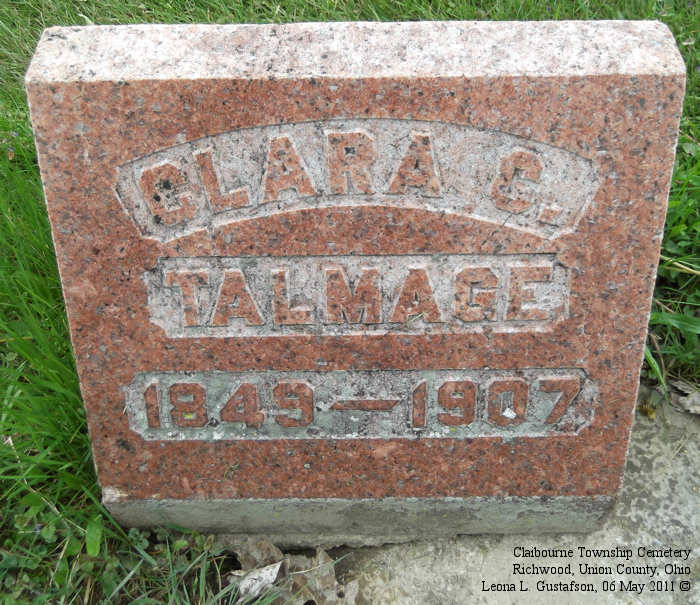 CLARA C.
TALMAGE
1849–1907
Claibourne Township Cemetery
Richwood, Union County, Ohio
Leona L. Gustafson, 06 May 2011 ©